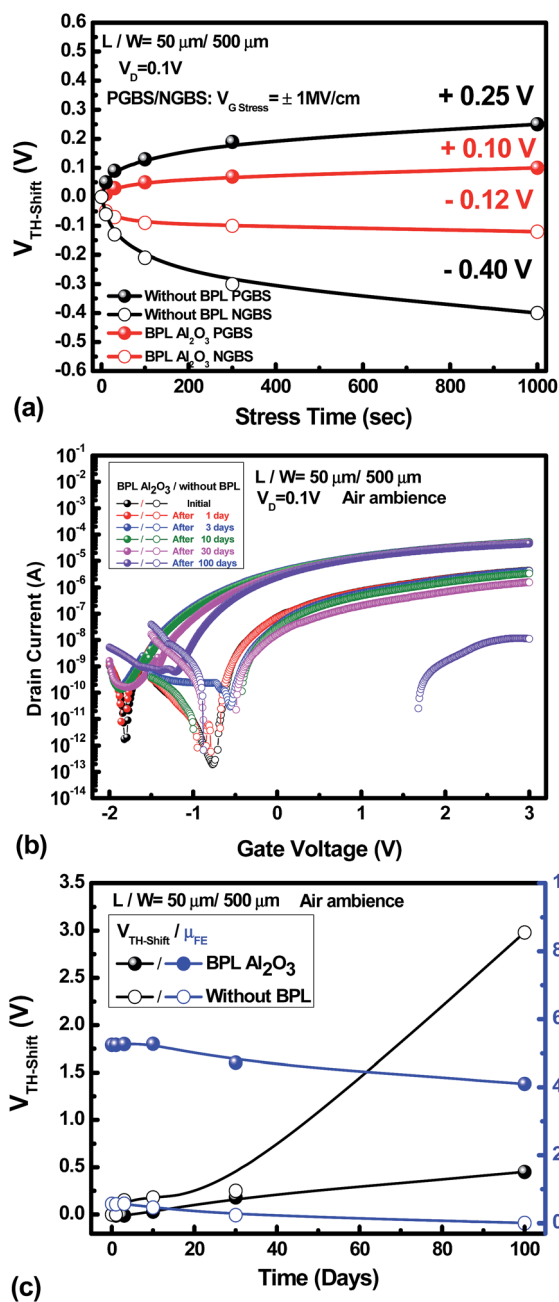 L / W= 50 μm/ 500 μm
V_D=0.1V
PGBS/NGBS: V_G Stress = ± 1MV/cm
+ 0.25 V
+ 0.10 V
- 0.12 V
- 0.40 V
Without BPL PGBS
Without BPL NGBS
BPL Al₂O₃ PGBS
BPL Al₂O₃ NGBS
0.6
0.5
0.4
0.3
0.2
0.1
0.0
-0.1
-0.2
-0.3
-0.4
-0.5
-0.6
V_TH-Shift (V)
0 200 400 600 800 1000
Stress Time (sec)
(a)
BPL Al₂O₃ / without BPL
Initial
After 1 day
After 3 days
After 10 days
After 30 days
After 100 days
L / W= 50 μm/ 500 μm
V_D=0.1V Air ambience
10⁻¹
10⁻²
10⁻³
10⁻⁴
10⁻⁵
10⁻⁶
10⁻⁷
10⁻⁸
10⁻⁹
10⁻¹⁰
10⁻¹¹
10⁻¹²
10⁻¹³
10⁻¹⁴
Drain Current (A)
-2 -1 0 1 2 3
Gate Voltage (V)
(b)
L / W= 50 μm/ 500 μm Air ambience
V_TH-Shift / μ_FE
/ BPL Al₂O₃
/ Without BPL
3.5
3.0
2.5
2.0
1.5
1.0
0.5
0.0
V_TH-Shift (V)
8
6
4
2
0
0 20 40 60 80 100
Time (Days)
(c)